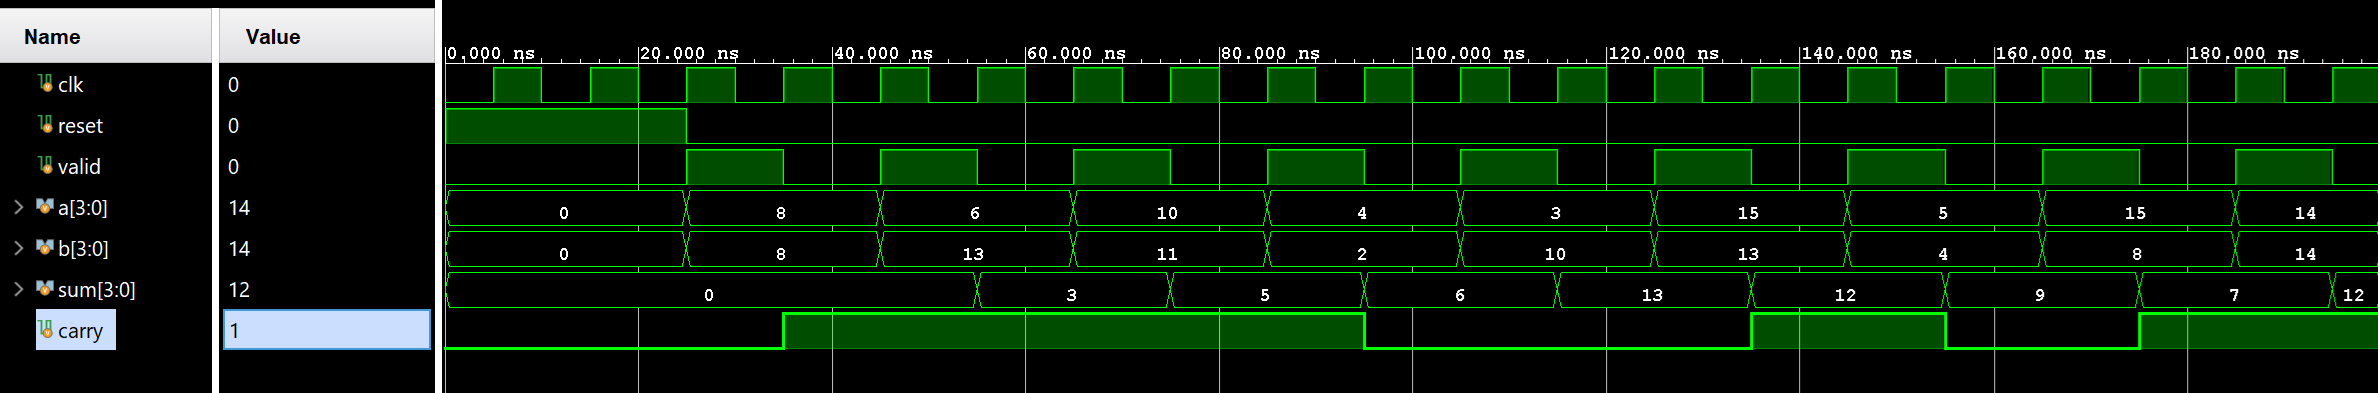 Name Value
0.000 ns 20.000 ns 40.000 ns 60.000 ns 80.000 ns 100.000 ns 120.000 ns 140.000 ns 160.000 ns 180.000 ns
clk 0
reset 0
valid 0
a[3:0] 14 0 8 6 10 4 3 15 5 15 14
b[3:0] 14 0 8 13 11 2 10 13 4 8 14
sum[3:0] 12 0 3 5 6 13 12 9 7 12
carry 1